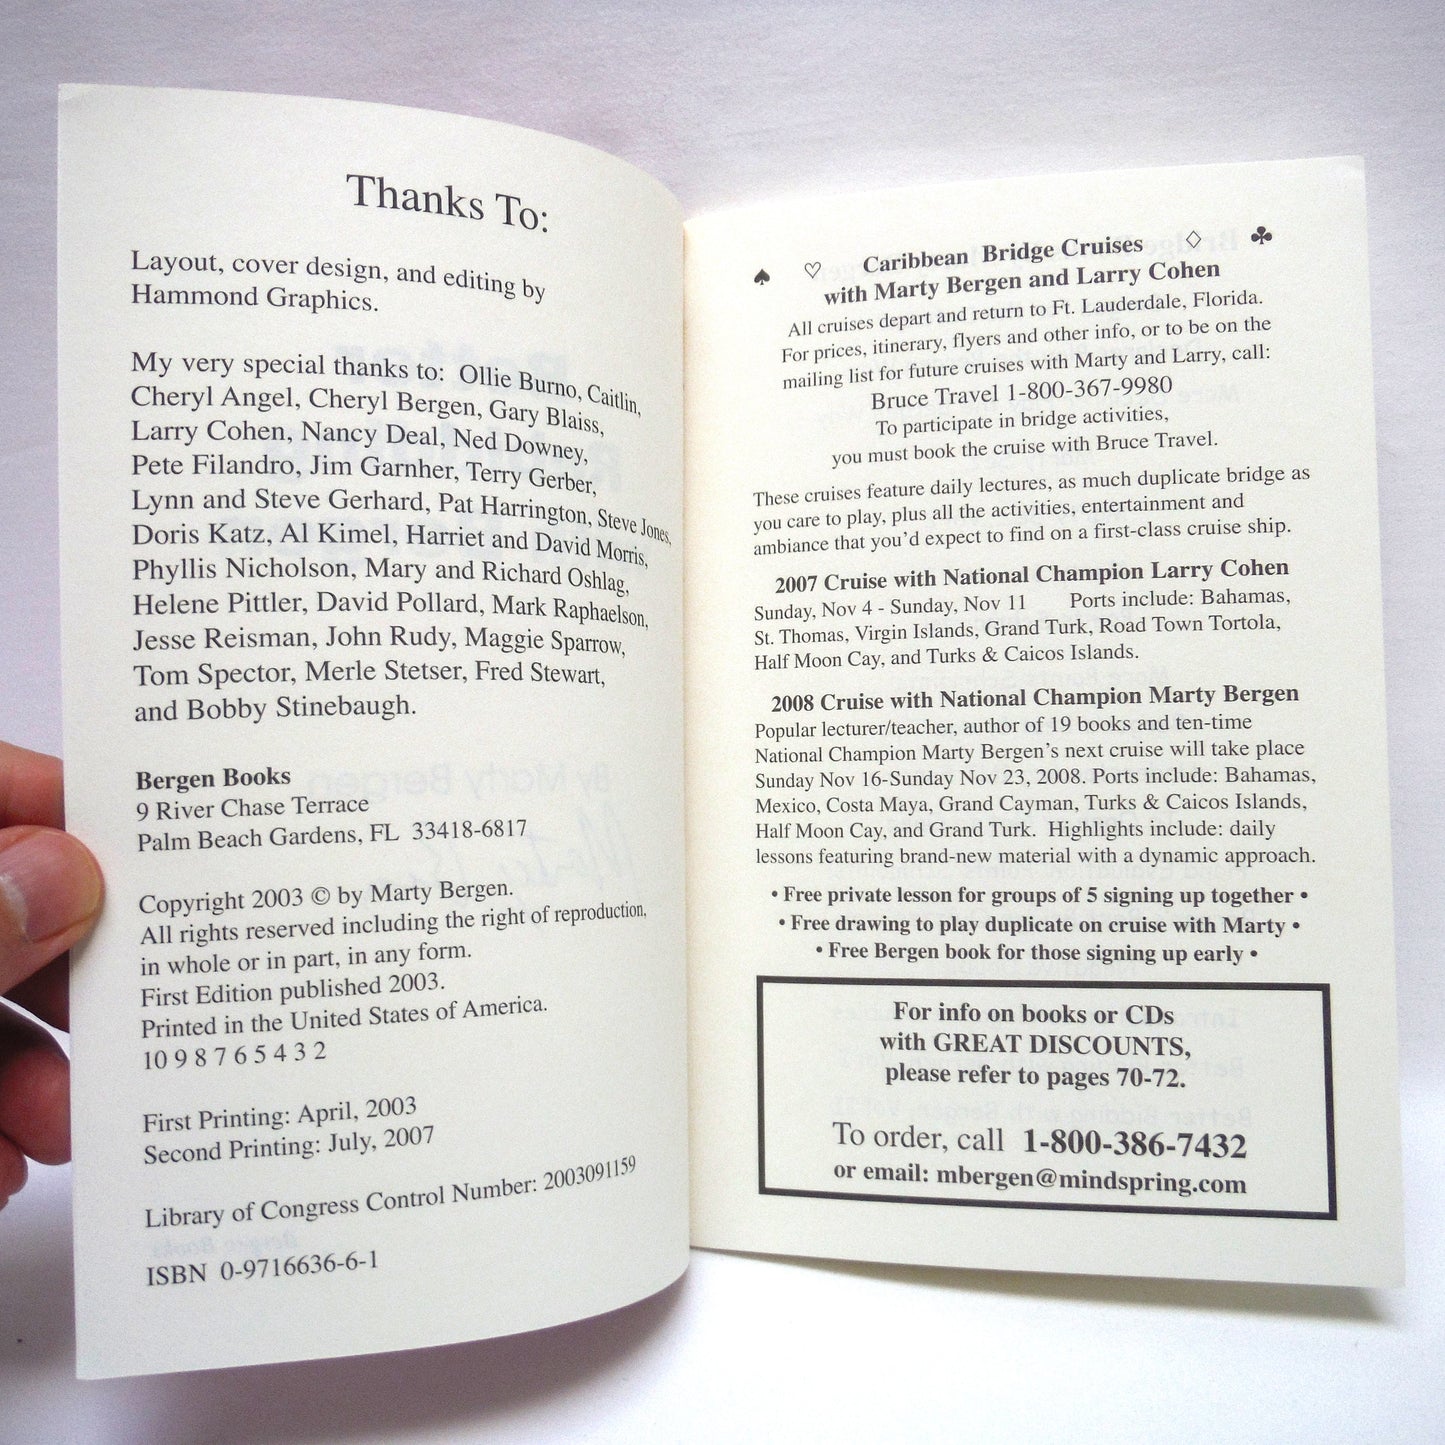 Thanks To:
Layout, cover design, and editing by
Hammond Graphics.
My very special thanks to: Ollie Burno, Caitlin,
Cheryl Angel, Cheryl Bergen, Gary Blaiss,
Larry Cohen, Nancy Deal, Ned Downey,
Pete Filandro, Jim Garnher, Terry Gerber,
Lynn and Steve Gerhard, Pat Harrington, Steve Jones,
Doris Katz, Al Kimel, Harriet and David Morris,
Phyllis Nicholson, Mary and Richard Oshlag,
Helene Pittler, David Pollard, Mark Raphaelson,
Jesse Reisman, John Rudy, Maggie Sparrow,
Tom Spector, Merle Stetser, Fred Stewart,
and Bobby Stinebaugh.
Bergen Books
9 River Chase Terrace
Palm Beach Gardens, FL 33418-6817
Copyright 2003 © by Marty Bergen.
All rights reserved including the right of reproduction,
in whole or in part, in any form.
First Edition published 2003.
Printed in the United States of America.
10 9 8 7 6 5 4 3 2
First Printing: April, 2003
Second Printing: July, 2007
Library of Congress Control Number: 2003091159
ISBN 0-9716636-6-1
♠ ♡ Caribbean Bridge Cruises ♢ ♣
with Marty Bergen and Larry Cohen
All cruises depart and return to Ft. Lauderdale, Florida.
For prices, itinerary, flyers and other info, or to be on the
mailing list for future cruises with Marty and Larry, call:
Bruce Travel 1-800-367-9980
To participate in bridge activities,
you must book the cruise with Bruce Travel.
These cruises feature daily lectures, as much duplicate bridge as
you care to play, plus all the activities, entertainment and
ambiance that you'd expect to find on a first-class cruise ship.
2007 Cruise with National Champion Larry Cohen
Sunday, Nov 4 - Sunday, Nov 11 Ports include: Bahamas,
St. Thomas, Virgin Islands, Grand Turk, Road Town Tortola,
Half Moon Cay, and Turks & Caicos Islands.
2008 Cruise with National Champion Marty Bergen
Popular lecturer/teacher, author of 19 books and ten-time
National Champion Marty Bergen's next cruise will take place
Sunday Nov 16-Sunday Nov 23, 2008. Ports include: Bahamas,
Mexico, Costa Maya, Grand Cayman, Turks & Caicos Islands,
Half Moon Cay, and Grand Turk. Highlights include: daily
lessons featuring brand-new material with a dynamic approach.
• Free private lesson for groups of 5 signing up together •
• Free drawing to play duplicate on cruise with Marty •
• Free Bergen book for those signing up early •
For info on books or CDs
with GREAT DISCOUNTS,
please refer to pages 70-72.
To order, call 1-800-386-7432
or email: mbergen@mindspring.com